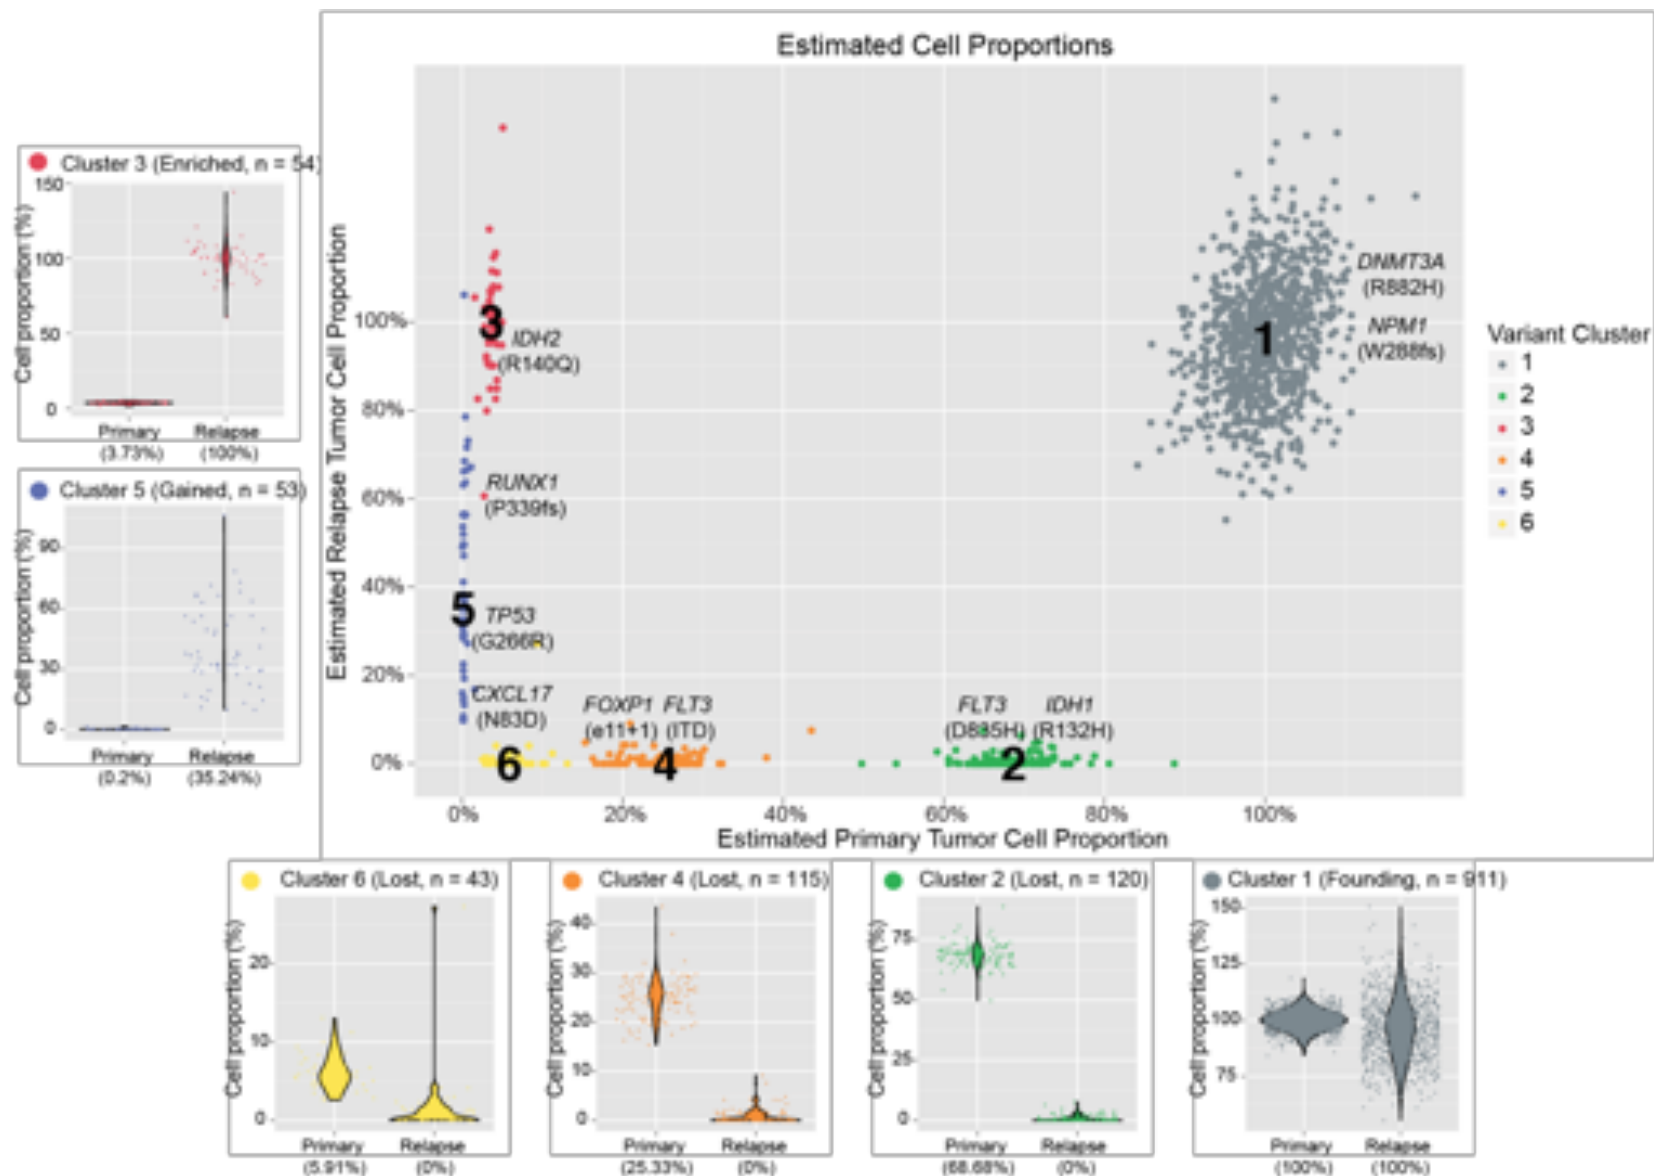 Estimated Cell Proportions
Estimated Relapse Tumor Cell Proportion
100%
80%
60%
40%
20%
0%
0%
20%
40%
60%
80%
100%
Estimated Primary Tumor Cell Proportion
1
2
3
4
5
6
DNMT3A
(R882H)
NPM1
(W288fs)
IDH2
(R140Q)
RUNX1
(P339fs)
TP53
(G266R)
CXCL17
(N83D)
FOXP1
(e11+1)
FLT3
(ITD)
FLT3
(D835H)
IDH1
(R132H)
Variant Cluster
1
2
3
4
5
6
Cluster 3 (Enriched, n = 54)
Cell proportion (%)
150
100
50
0
Primary
(3.73%)
Relapse
(100%)
Cluster 5 (Gained, n = 53)
Cell proportion (%)
90
60
30
0
Primary
(0.2%)
Relapse
(35.24%)
Cluster 6 (Lost, n = 43)
Cell proportion (%)
20
10
0
Primary
(5.91%)
Relapse
(0%)
Cluster 4 (Lost, n = 115)
Cell proportion (%)
40
30
20
10
0
Primary
(25.33%)
Relapse
(0%)
Cluster 2 (Lost, n = 120)
Cell proportion (%)
75
50
25
0
Primary
(68.68%)
Relapse
(0%)
Cluster 1 (Founding, n = 911)
Cell proportion (%)
150
125
100
75
Primary
(100%)
Relapse
(100%)